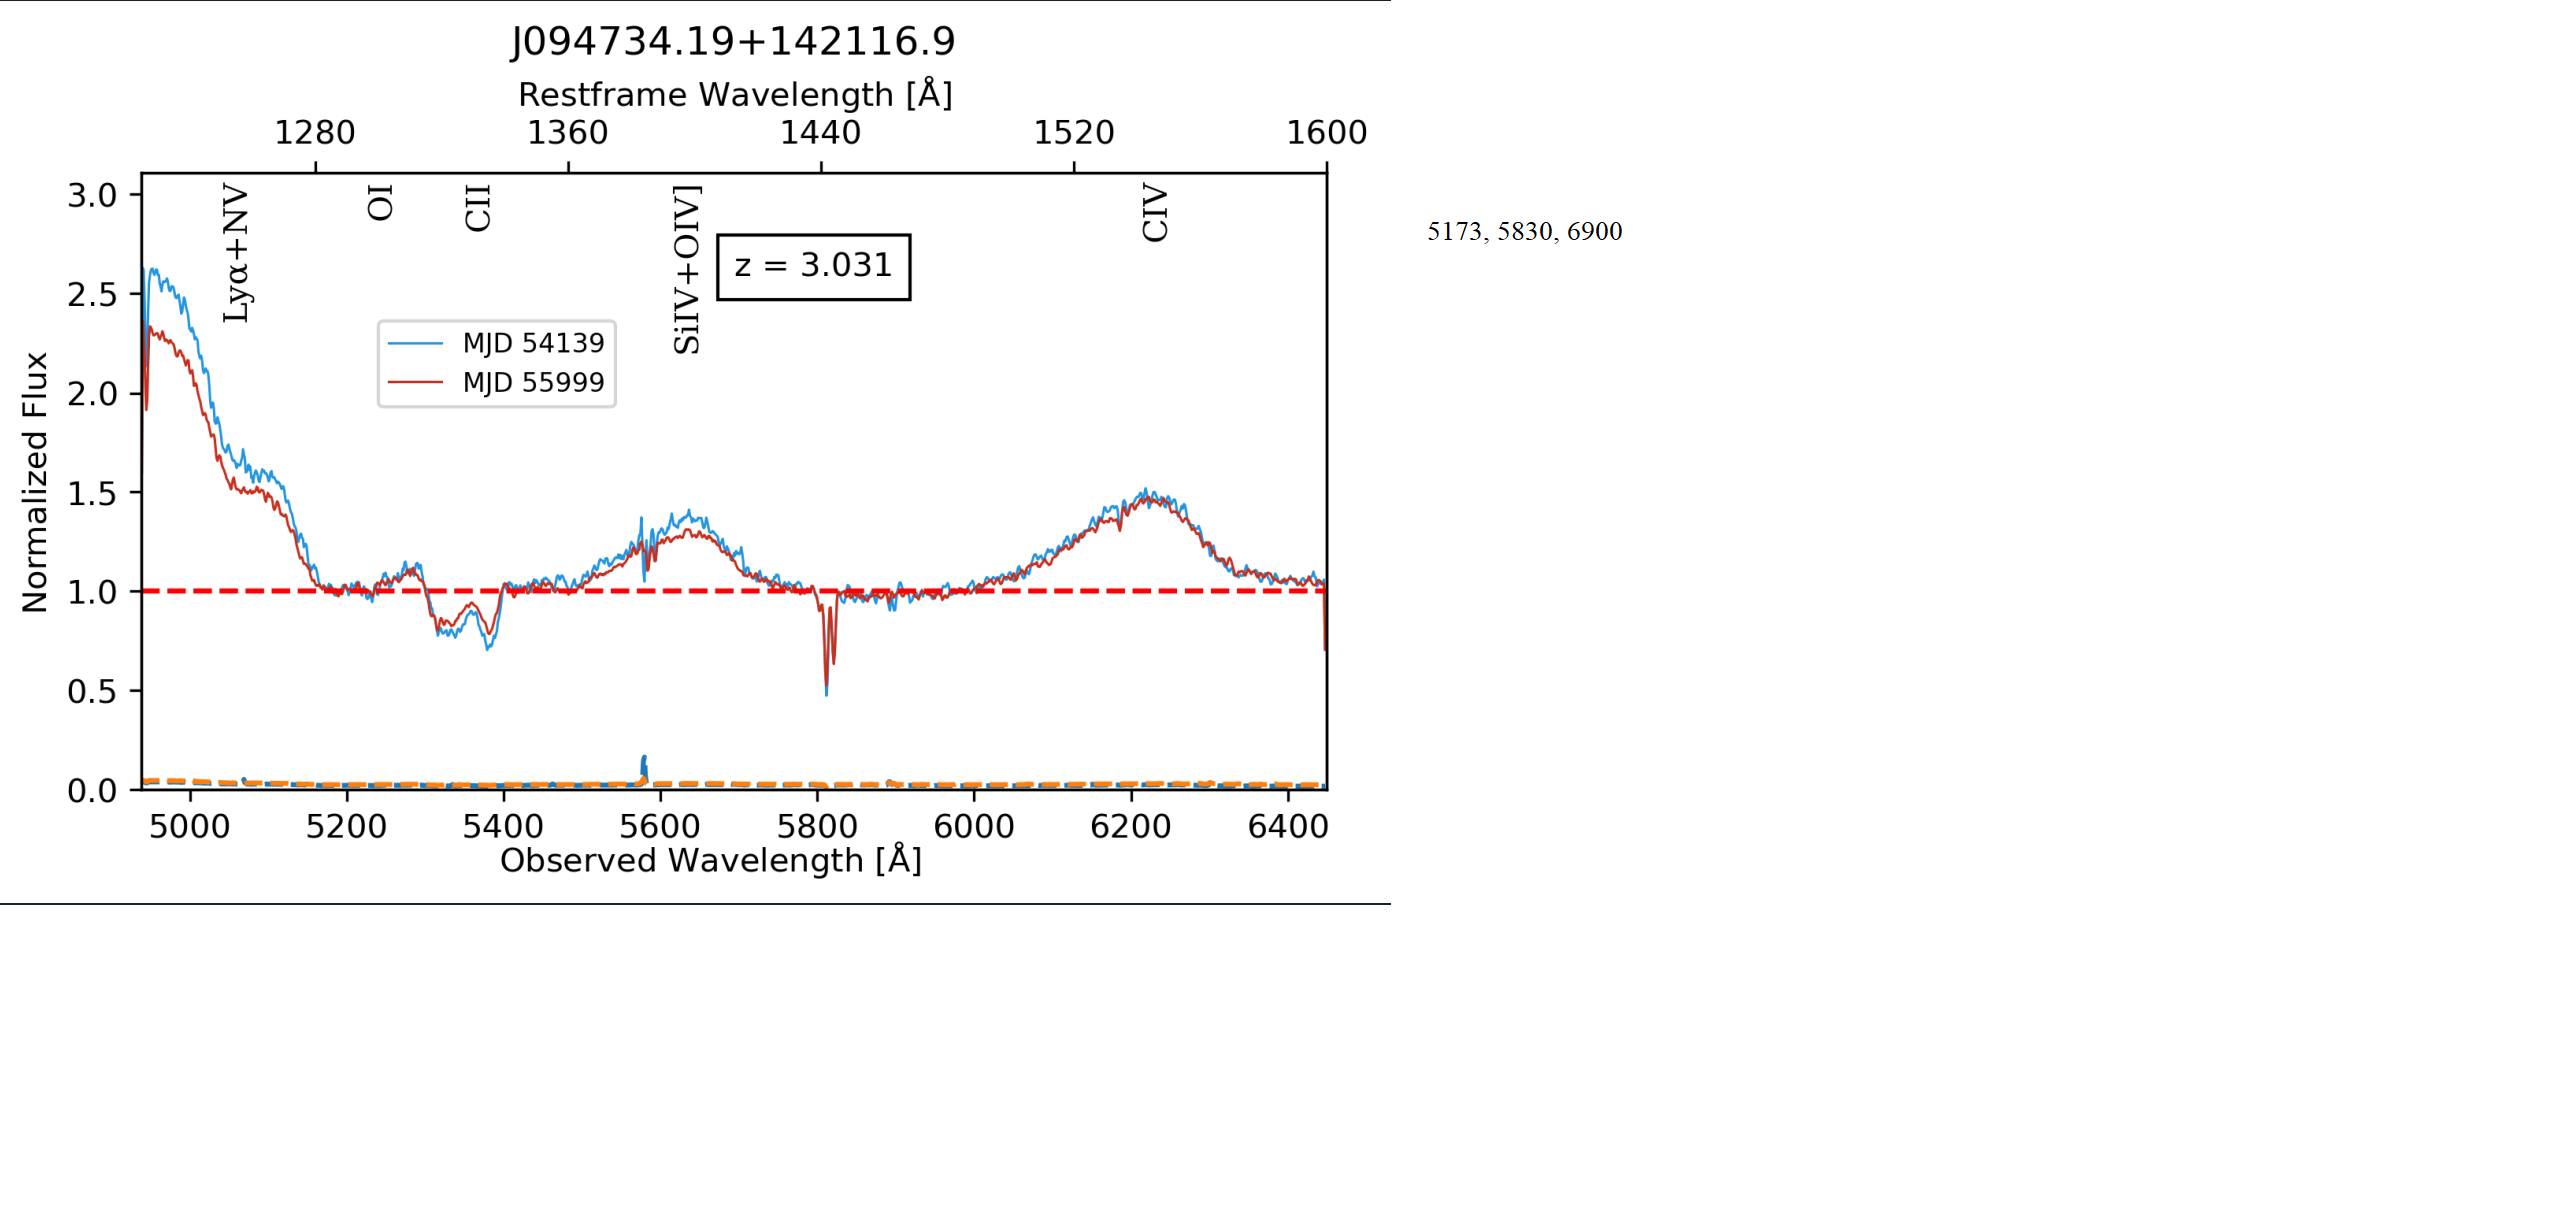 J094734.19+142116.9
Restframe Wavelength [Å]
1280 1360 1440 1520 1600
3.0
2.5
2.0
1.5
1.0
0.5
0.0
Normalized Flux
Lyα+NV
OI
CII
SiIV+OIV]
CIV
z = 3.031
MJD 54139
MJD 55999
5000 5200 5400 5600 5800 6000 6200 6400
Observed Wavelength [Å]
5173, 5830, 6900